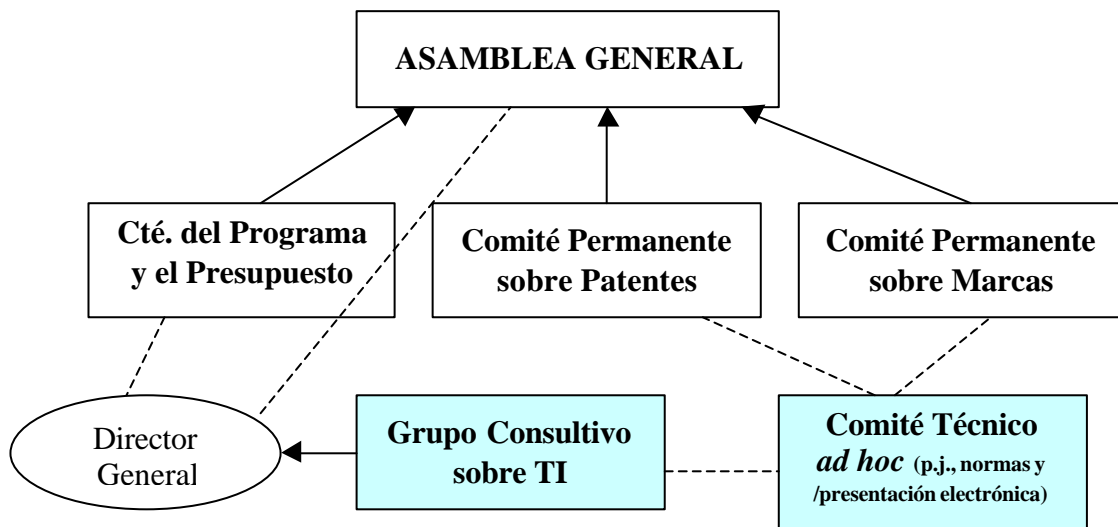 ASAMBLEA GENERAL
Cté. del Programa
y el Presupuesto
Comité Permanente
sobre Patentes
Comité Permanente
sobre Marcas
Director
General
Grupo Consultivo
sobre TI
Comité Técnico
ad hoc (p.j., normas y
/presentación electrónica)